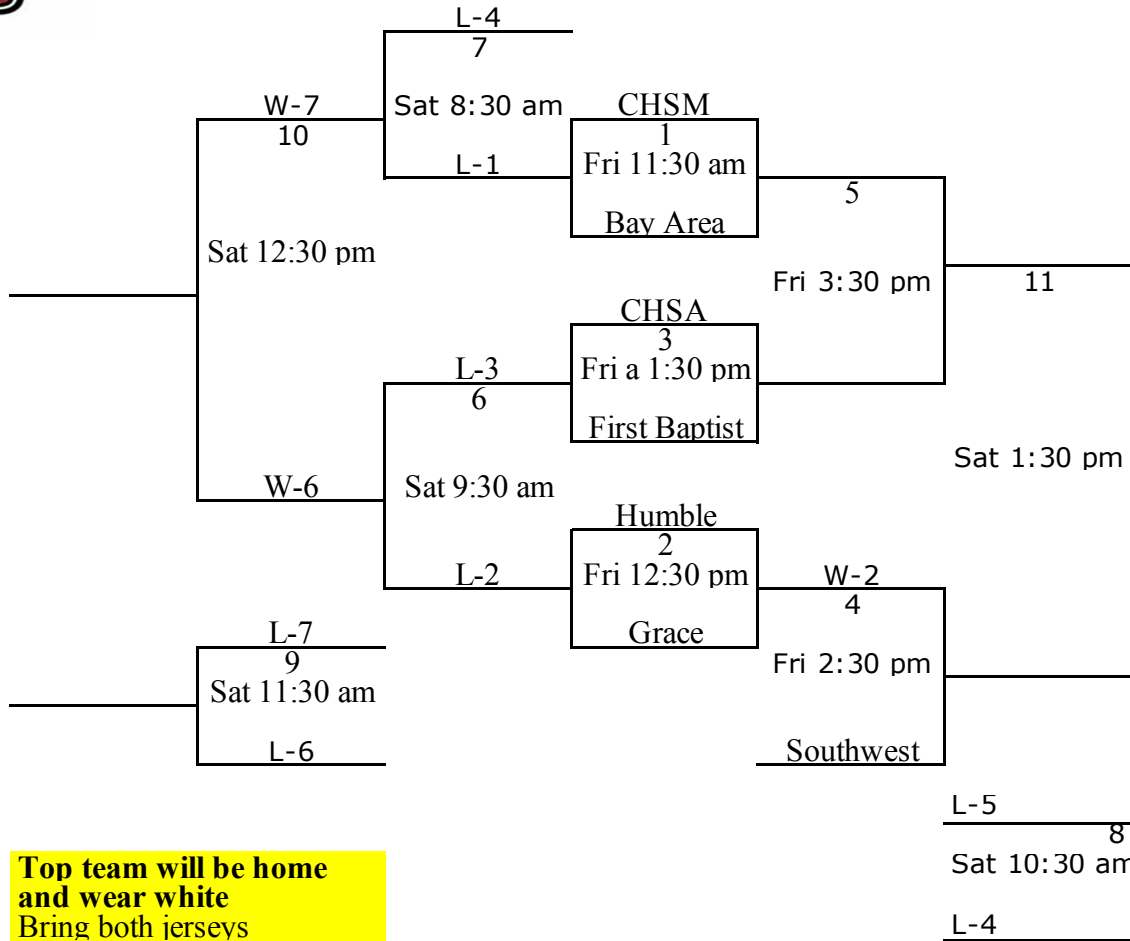 L-4
7
W-7
Sat 8:30 am
CHSM
10
1
L-1
Fri 11:30 am
5
Bay Area
Sat 12:30 pm
Fri 3:30 pm
11
CHSA
3
L-3
Fri a 1:30 pm
6
First Baptist
Sat 1:30 pm
W-6
Sat 9:30 am
Humble
2
L-2
Fri 12:30 pm
W-2
4
L-7
Grace
9
Fri 2:30 pm
Sat 11:30 am
L-6
Southwest
L-5
8
Sat 10:30 am
L-4
Top team will be home
and wear white
Bring both jerseys